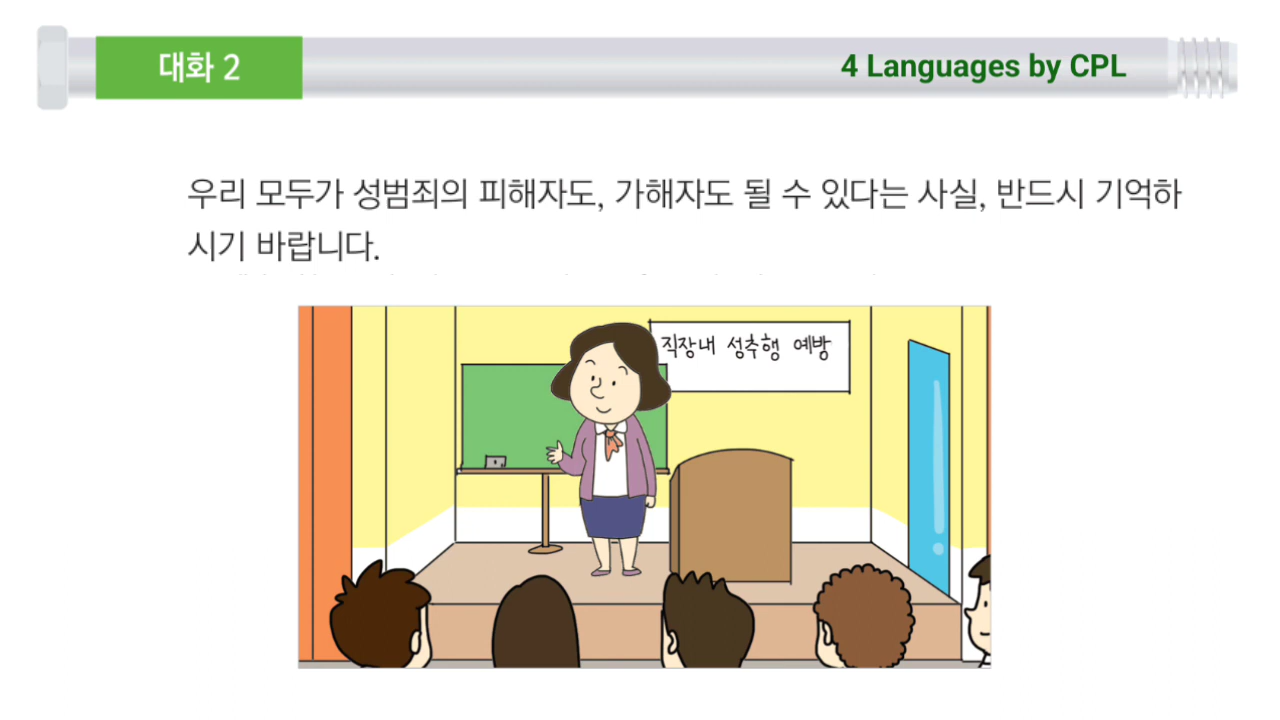 대화 2
4 Languages by CPL
우리 모두가 성범죄의 피해자도, 가해자도 될 수 있다는 사실, 반드시 기억하
시기 바랍니다.
직장내 성추행 예방